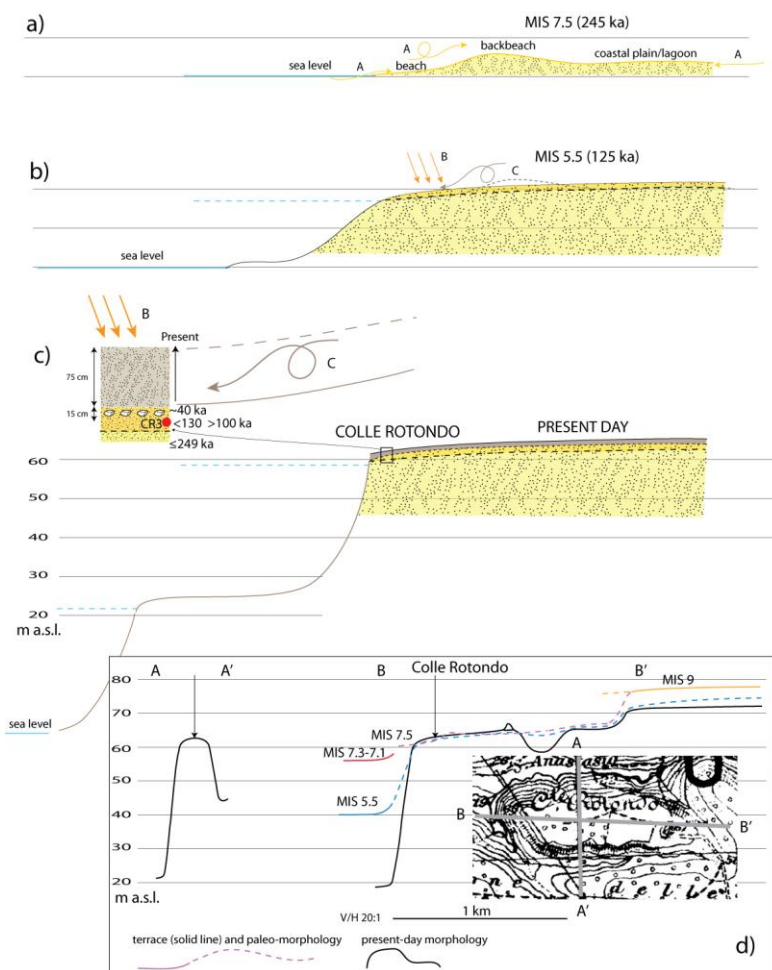 a)
MIS 7.5 (245 ka)
A
backbeach
sea level
A
beach
coastal plain/lagoon
A
b)
B
C
MIS 5.5 (125 ka)
sea level
B
Present
c)
75 cm
C
15 cm
~40 ka
CR3 <130 >100 ka
≤249 ka
COLLE ROTONDO
PRESENT DAY
60
50
40
30
20
m a.s.l.
sea level
A
A'
B
Colle Rotondo
B'
80
MIS 9
70
MIS 7.5
60
MIS 7.3-7.1
A
50
S. Anastasia
MIS 5.5
Cle Rotondo
40
B
B'
30
n e
d e l l e
20
m a.s.l.
A'
V/H 20:1
1 km
terrace (solid line) and paleo-morphology
present-day morphology
d)